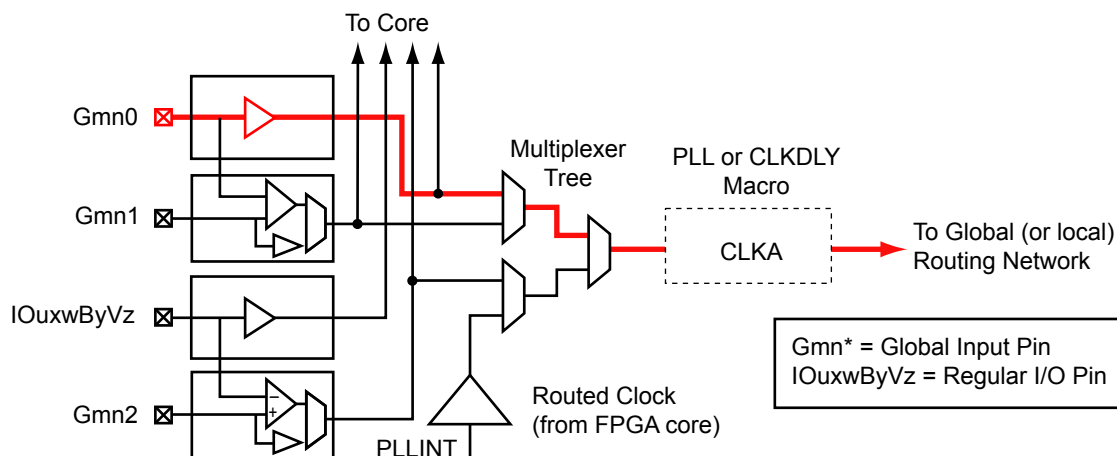 To Core
Gmn0
Multiplexer
Tree
PLL or CLKDLY
Macro
Gmn1
CLKA
To Global (or local)
Routing Network
IOuxwByVz
Gmn* = Global Input Pin
IOuxwByVz = Regular I/O Pin
−
+
Gmn2
Routed Clock
(from FPGA core)
PLLINT